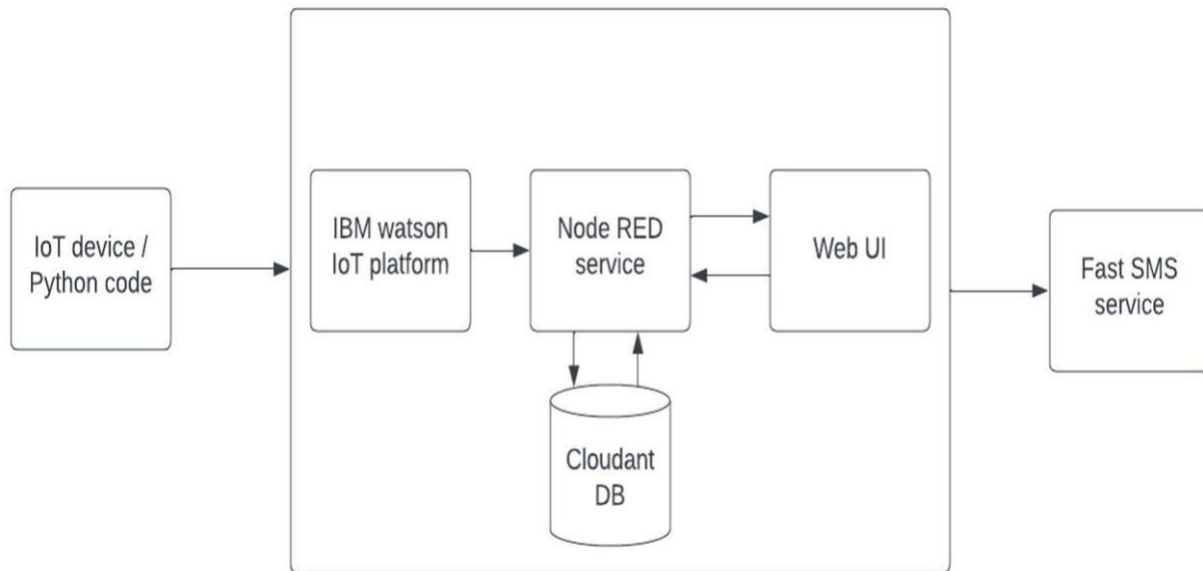 IoT device /
Python code
IBM watson
IoT platform
Node RED
service
Web UI
Fast SMS
service
Cloudant
DB